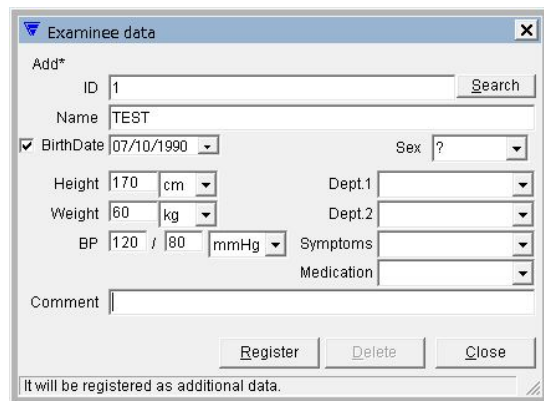 Examinee data
Add*
ID 1 Search
Name TEST
BirthDate 07/10/1990 Sex ?
Height 170 cm Dept.1
Weight 60 kg Dept.2
BP 120 / 80 mmHg Symptoms
Medication
Comment
Register Delete Close
It will be registered as additional data.